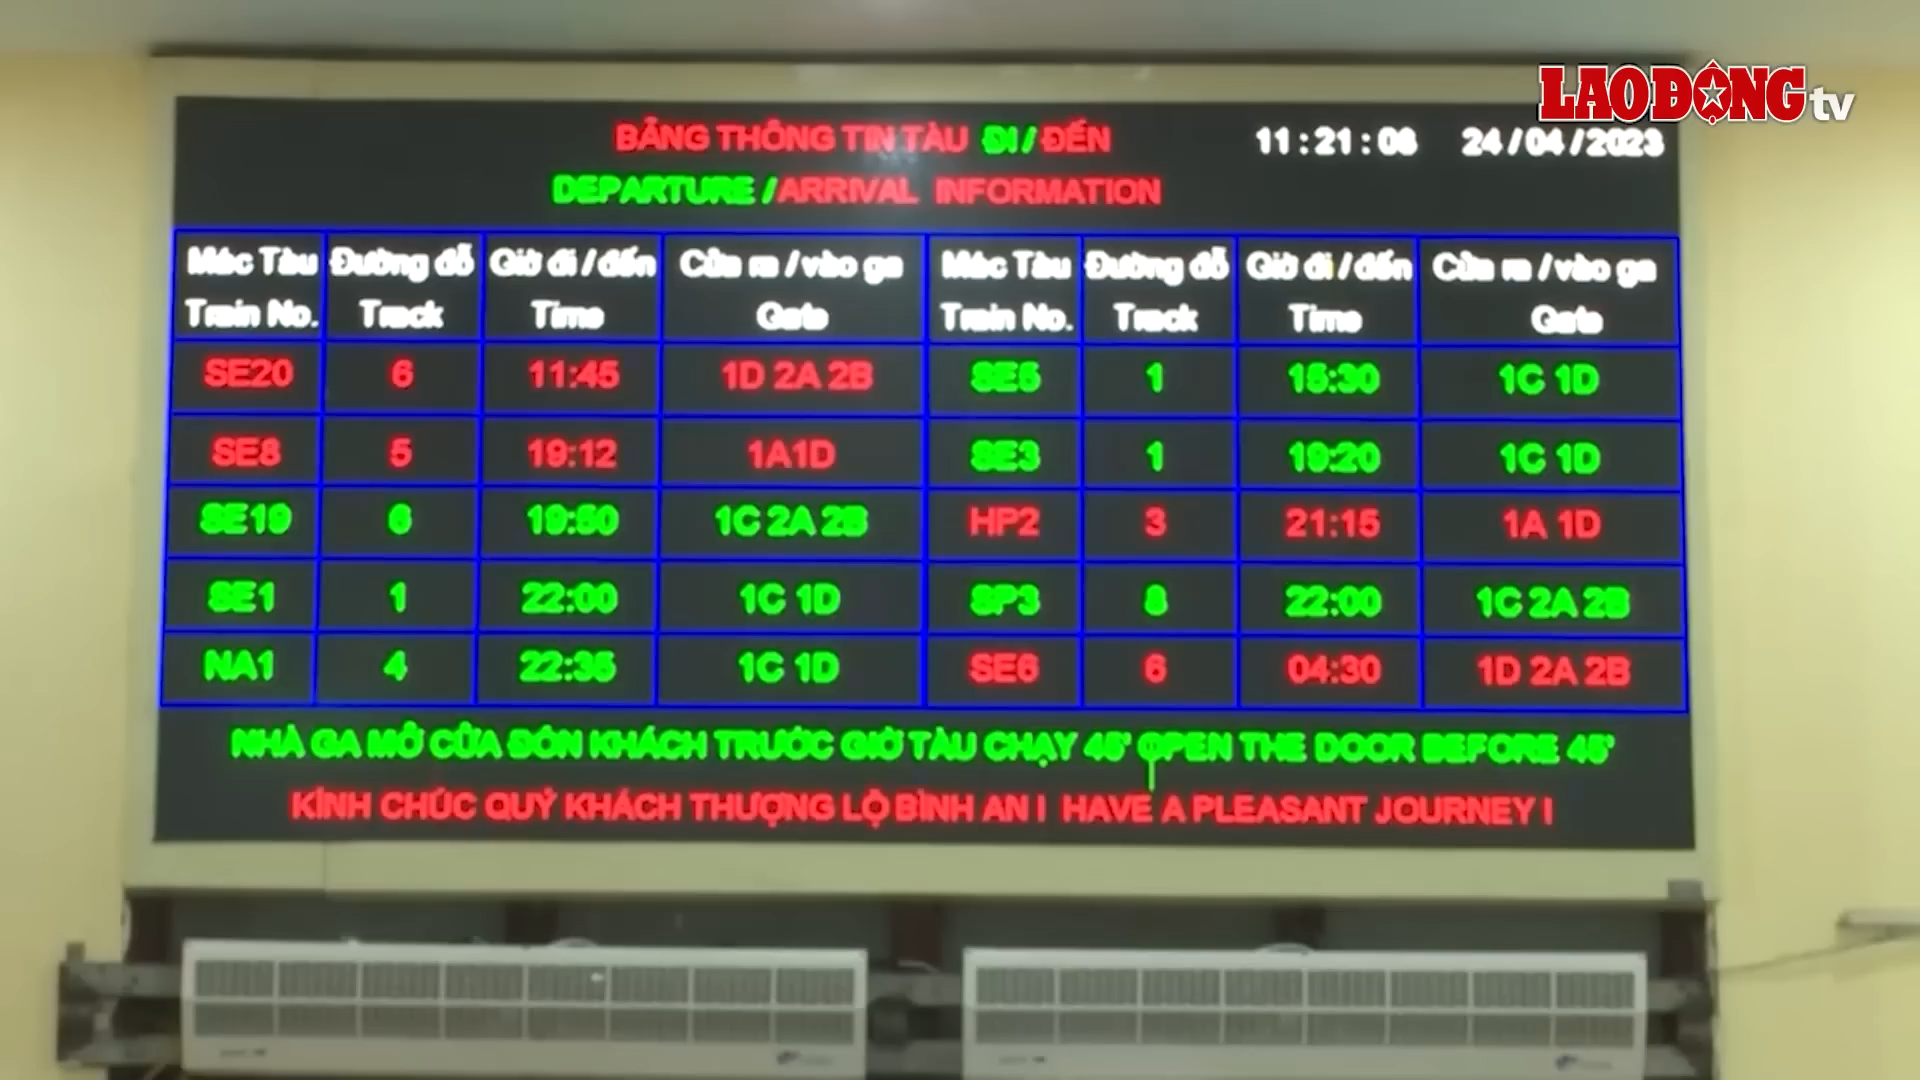 LAO ĐỘNG tv
BẢNG THÔNG TIN TÀU ĐI / ĐẾN 11 : 21 : 08 24 / 04 / 2023
DEPARTURE / ARRIVAL INFORMATION
Mác Tàu Đường đỗ Giờ đi / đến Cửa ra / vào ga Mác Tàu Đường đỗ Giờ đi / đến Cửa ra / vào ga
Train No. Track Time Gate Train No. Track Time Gate
SE20 6 11:45 1D 2A 2B SE5 1 15:30 1C 1D
SE8 5 19:12 1A1D SE3 1 19:20 1C 1D
SE19 6 19:50 1C 2A 2B HP2 3 21:15 1A 1D
SE1 1 22:00 1C 1D SP3 8 22:00 1C 2A 2B
NA1 4 22:35 1C 1D SE6 6 04:30 1D 2A 2B
NHÀ GA MỞ CỬA ĐÓN KHÁCH TRƯỚC GIỜ TÀU CHẠY 45' OPEN THE DOOR BEFORE 45'
KÍNH CHÚC QUÝ KHÁCH THƯỢNG LỘ BÌNH AN ! HAVE A PLEASANT JOURNEY !